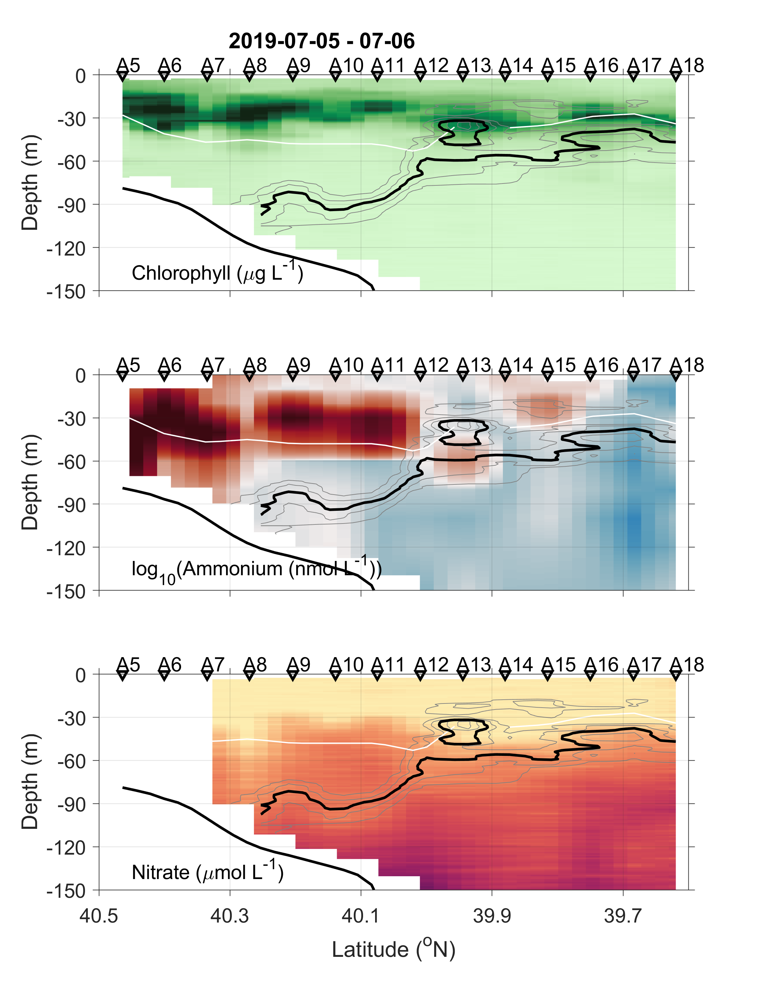 2019-07-05 - 07-06
A5 A6 A7 A8 A9 A10 A11 A12 A13 A14 A15 A16 A17 A18
0
-30
-60
-90
-120
-150
Depth (m)
Chlorophyll (μg L-1)
A5 A6 A7 A8 A9 A10 A11 A12 A13 A14 A15 A16 A17 A18
0
-30
-60
-90
-120
-150
Depth (m)
log10(Ammonium (nmol L-1))
A5 A6 A7 A8 A9 A10 A11 A12 A13 A14 A15 A16 A17 A18
0
-30
-60
-90
-120
-150
Depth (m)
Nitrate (μmol L-1)
40.5 40.3 40.1 39.9 39.7
Latitude (oN)